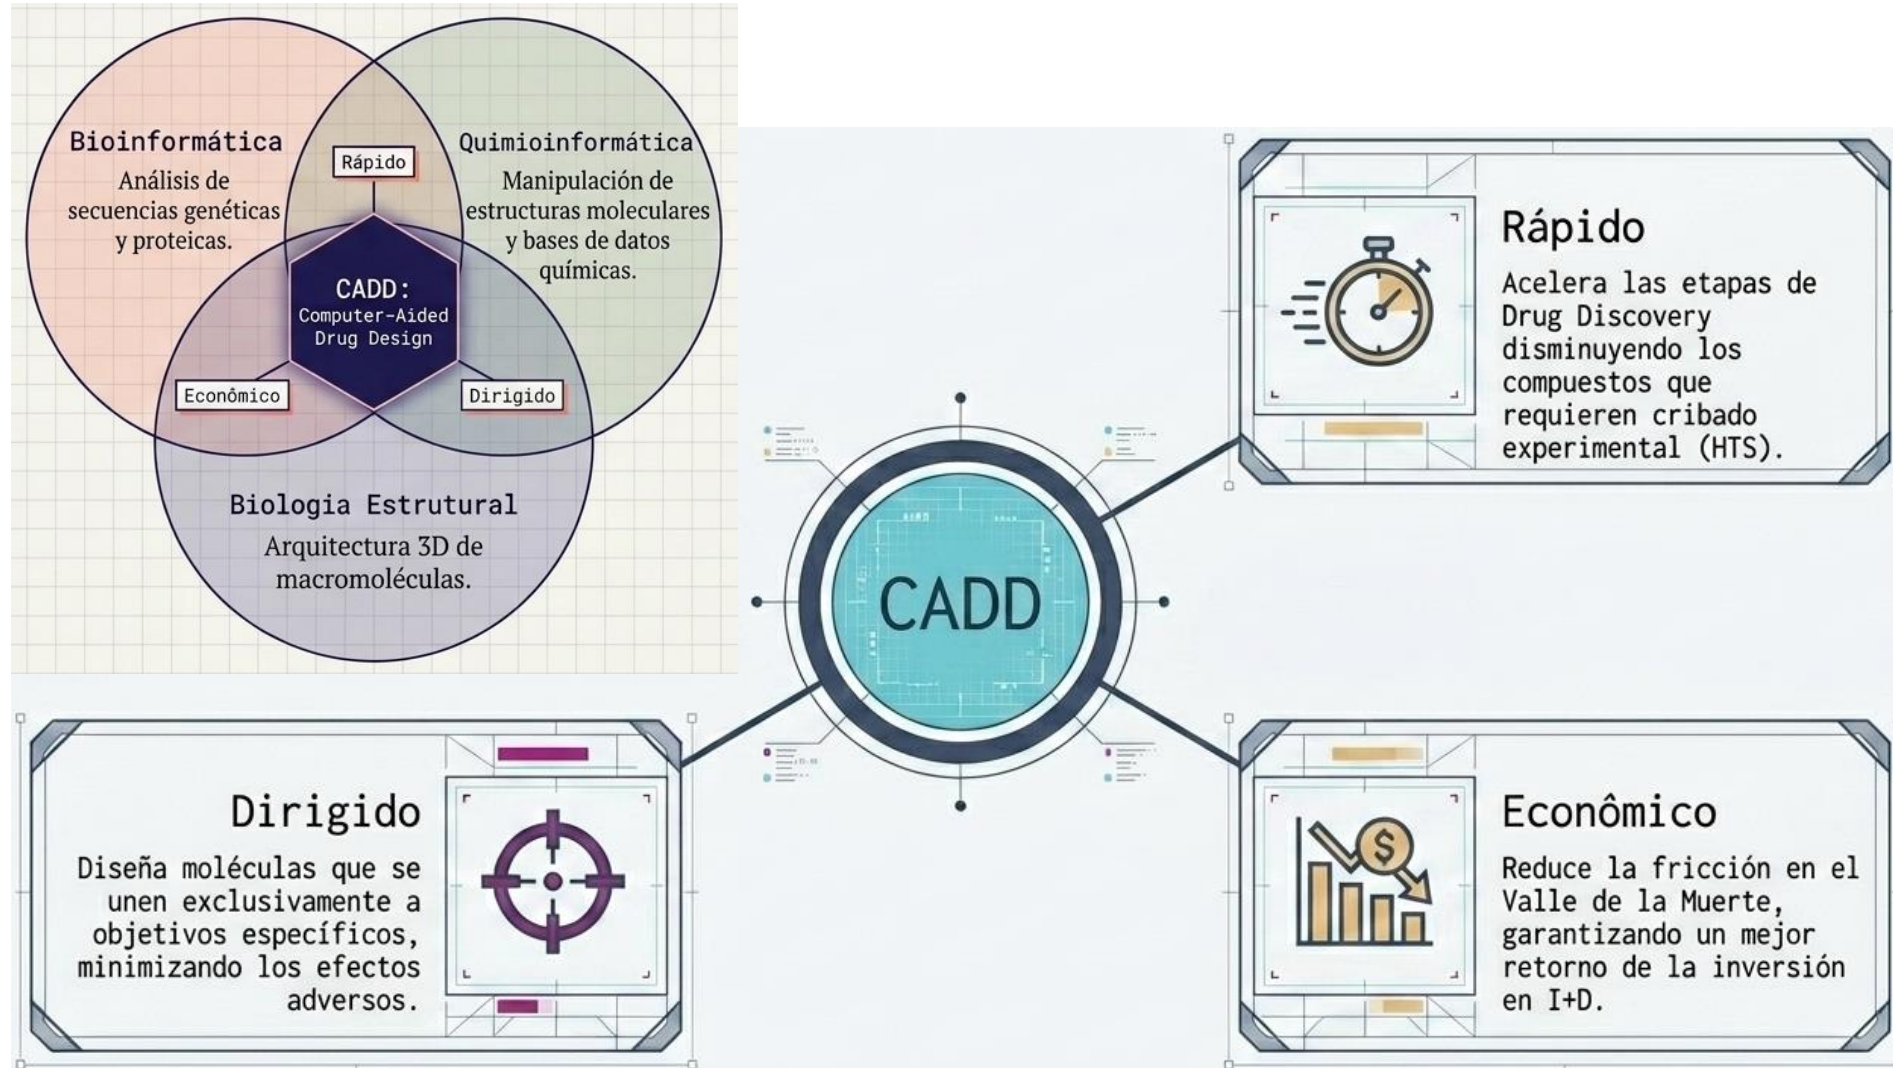 Bioinformática
Análisis de
secuencias genéticas
y proteicas.
Rápido
Quimioinformática
Manipulación de
estructuras moleculares
y bases de datos
químicas.
CADD:
Computer-Aided
Drug Design
Econômico
Dirigido
Biologia Estrutural
Arquitectura 3D de
macromoléculas.
CADD
Rápido
Acelera las etapas de
Drug Discovery
disminuyendo los
compuestos que
requieren cribado
experimental (HTS).
Dirigido
Diseña moléculas que se
unen exclusivamente a
objetivos específicos,
minimizando los efectos
adversos.
Econômico
Reduce la fricción en el
Valle de la Muerte,
garantizando un mejor
retorno de la inversión
en I+D.